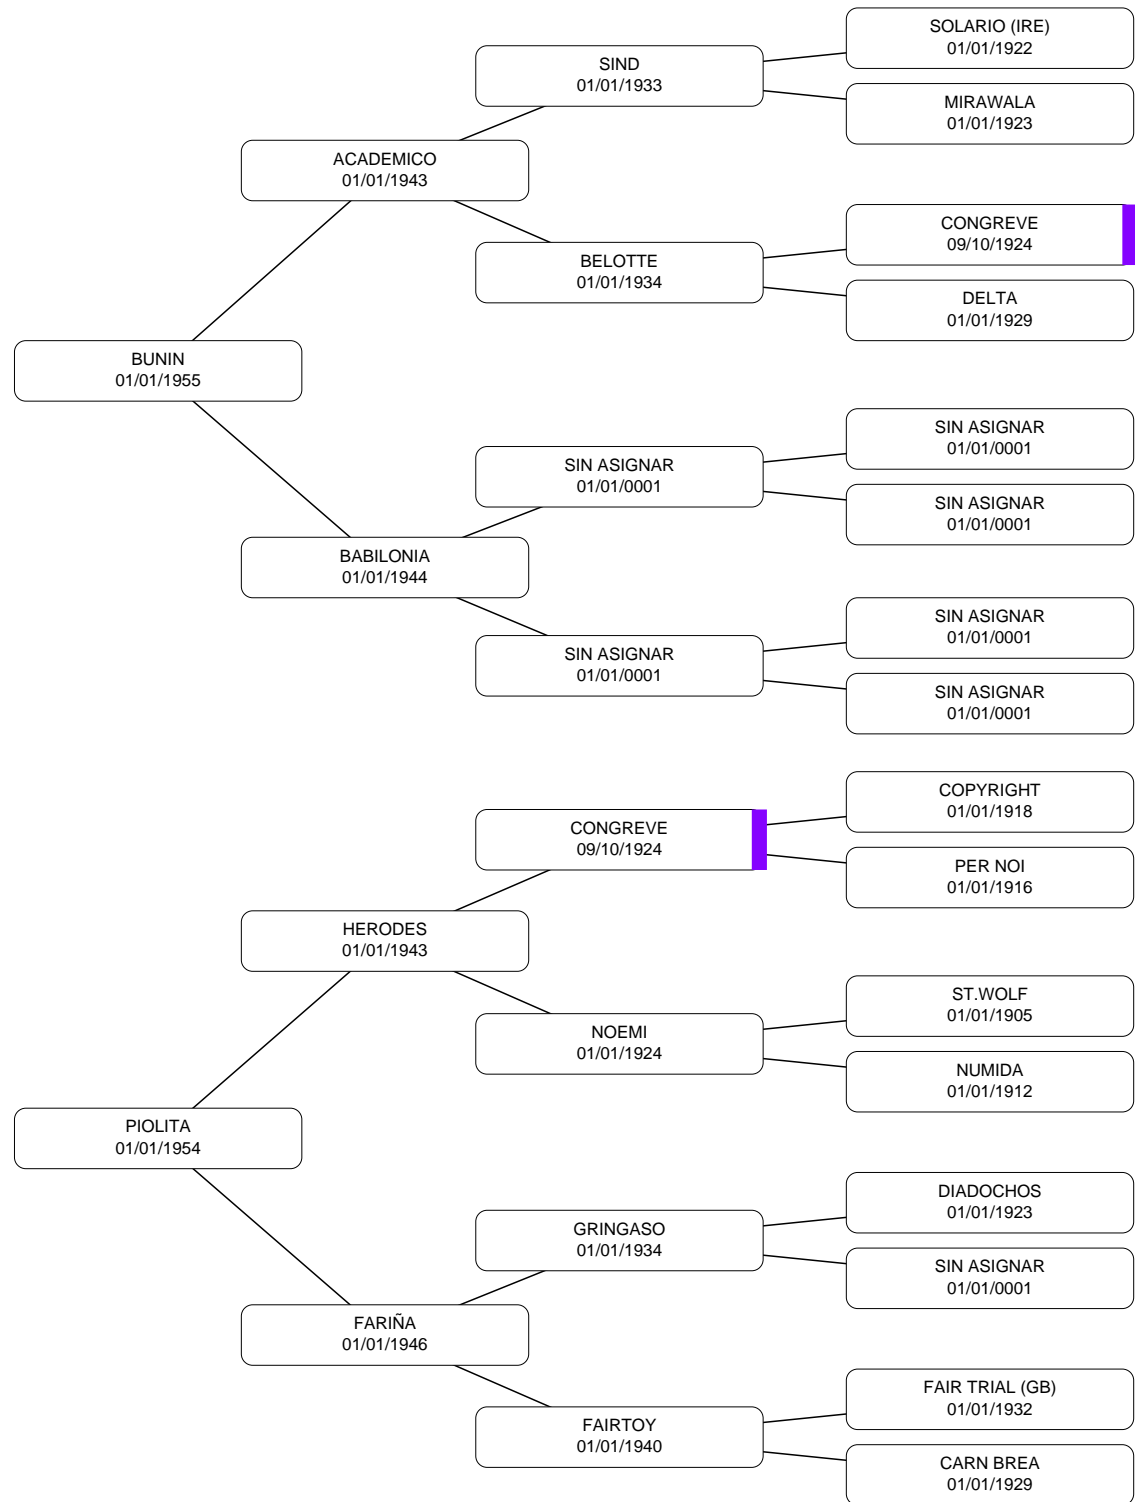 SOLARIO (IRE)
01/01/1922
SIND
01/01/1933
MIRAWALA
01/01/1923
ACADEMICO
01/01/1943
CONGREVE
09/10/1924
BELOTTE
01/01/1934
DELTA
01/01/1929
BUNIN
01/01/1955
SIN ASIGNAR
01/01/0001
SIN ASIGNAR
01/01/0001
SIN ASIGNAR
01/01/0001
BABILONIA
01/01/1944
SIN ASIGNAR
01/01/0001
SIN ASIGNAR
01/01/0001
SIN ASIGNAR
01/01/0001
COPYRIGHT
01/01/1918
CONGREVE
09/10/1924
PER NOI
01/01/1916
HERODES
01/01/1943
ST.WOLF
01/01/1905
NOEMI
01/01/1924
NUMIDA
01/01/1912
PIOLITA
01/01/1954
DIADOCHOS
01/01/1923
GRINGASO
01/01/1934
SIN ASIGNAR
01/01/0001
FARIÑA
01/01/1946
FAIR TRIAL (GB)
01/01/1932
FAIRTOY
01/01/1940
CARN BREA
01/01/1929